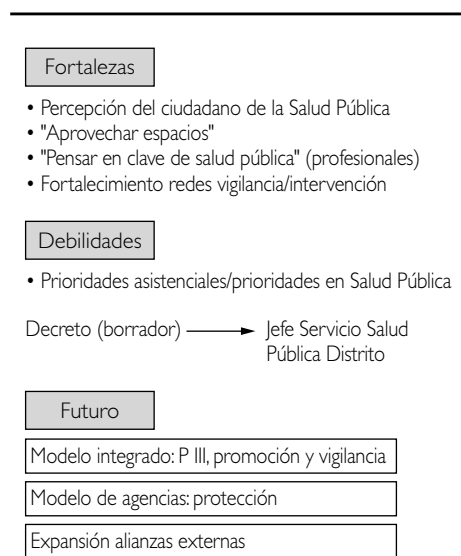 Fortalezas
• Percepción del ciudadano de la Salud Pública
• "Aprovechar espacios"
• "Pensar en clave de salud pública" (profesionales)
• Fortalecimiento redes vigilancia/intervención
Debilidades
• Prioridades asistenciales/prioridades en Salud Pública
Decreto (borrador) Jefe Servicio Salud
Pública Distrito
Futuro
Modelo integrado: P III, promoción y vigilancia
Modelo de agencias: protección
Expansión alianzas externas